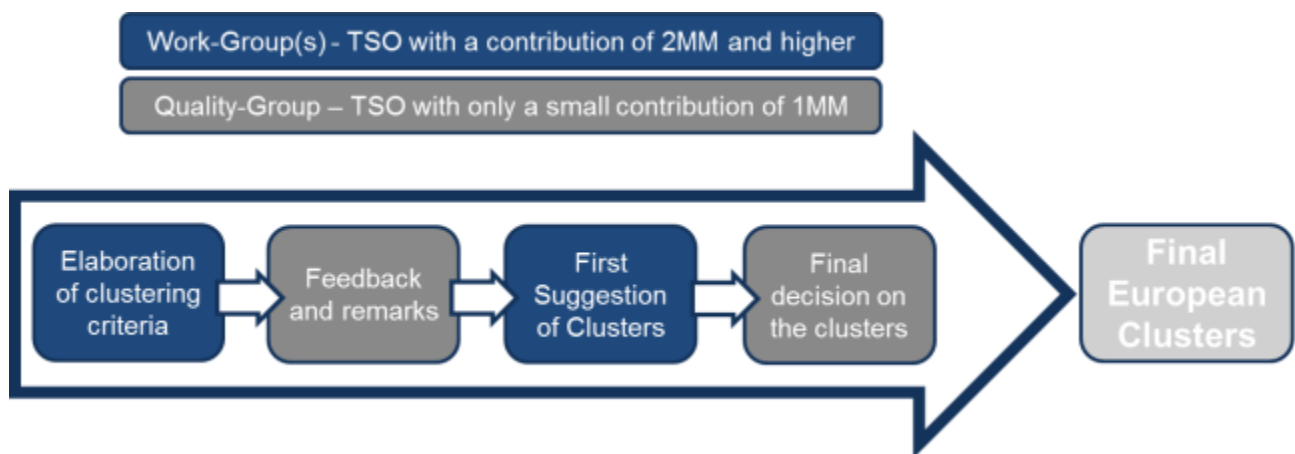 Work-Group(s) - TSO with a contribution of 2MM and higher
Quality-Group – TSO with only a small contribution of 1MM
Elaboration
of clustering
criteria
Feedback
and remarks
First
Suggestion
of Clusters
Final
decision on
the clusters
Final
European
Clusters